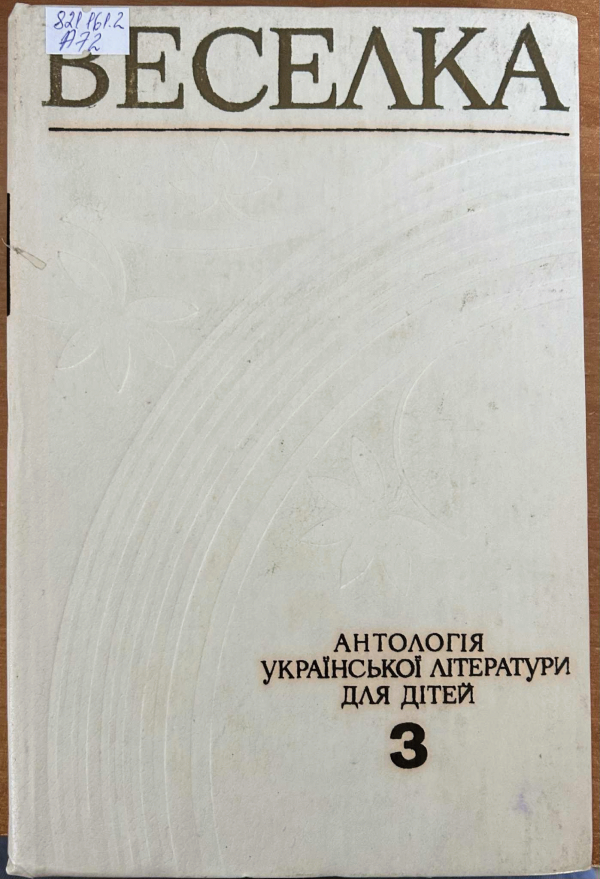 821.161.2
А72
ВЕСЕЛКА
АНТОЛОГІЯ
УКРАЇНСЬКОЇ ЛІТЕРАТУРИ
ДЛЯ ДІТЕЙ
3